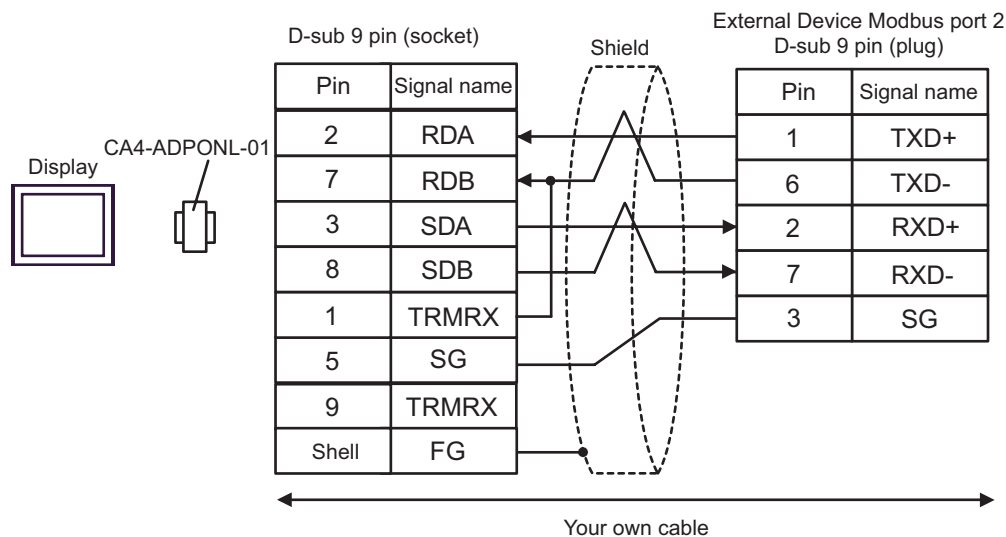 External Device Modbus port 2
D-sub 9 pin (socket)
Shield
D-sub 9 pin (plug)
Pin Signal name
Pin Signal name
2 RDA
1 TXD+
CA4-ADPONL-01
Display
7 RDB
6 TXD-
3 SDA
2 RXD+
8 SDB
7 RXD-
1 TRMRX
3 SG
5 SG
9 TRMRX
Shell FG
Your own cable